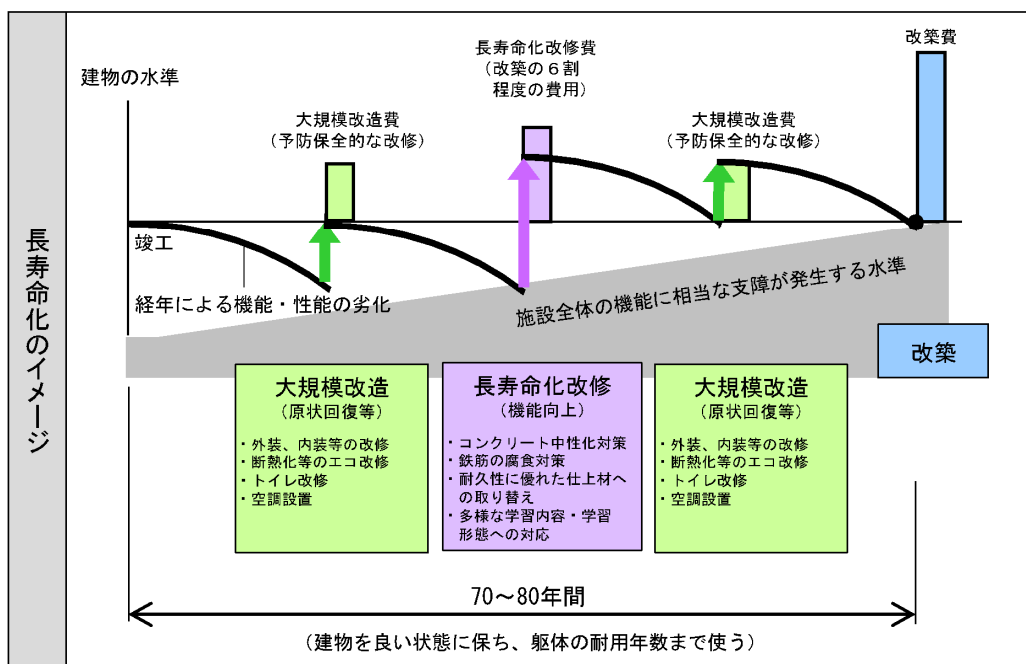 長寿命化のイメージ
建物の水準
大規模改造費
（予防保全的な改修）
長寿命化改修費
（改築の６割
程度の費用）
大規模改造費
（予防保全的な改修）
改築費
竣工
経年による機能・性能の劣化
施設全体の機能に相当な支障が発生する水準
改築
大規模改造
（原状回復等）
・外装、内装等の改修
・断熱化等のエコ改修
・トイレ改修
・空調設置
長寿命化改修
（機能向上）
・コンクリート中性化対策
・鉄筋の腐食対策
・耐久性に優れた仕上材へ
の取り替え
・多様な学習内容・学習
形態への対応
大規模改造
（原状回復等）
・外装、内装等の改修
・断熱化等のエコ改修
・トイレ改修
・空調設置
70～80年間
（建物を良い状態に保ち、躯体の耐用年数まで使う）